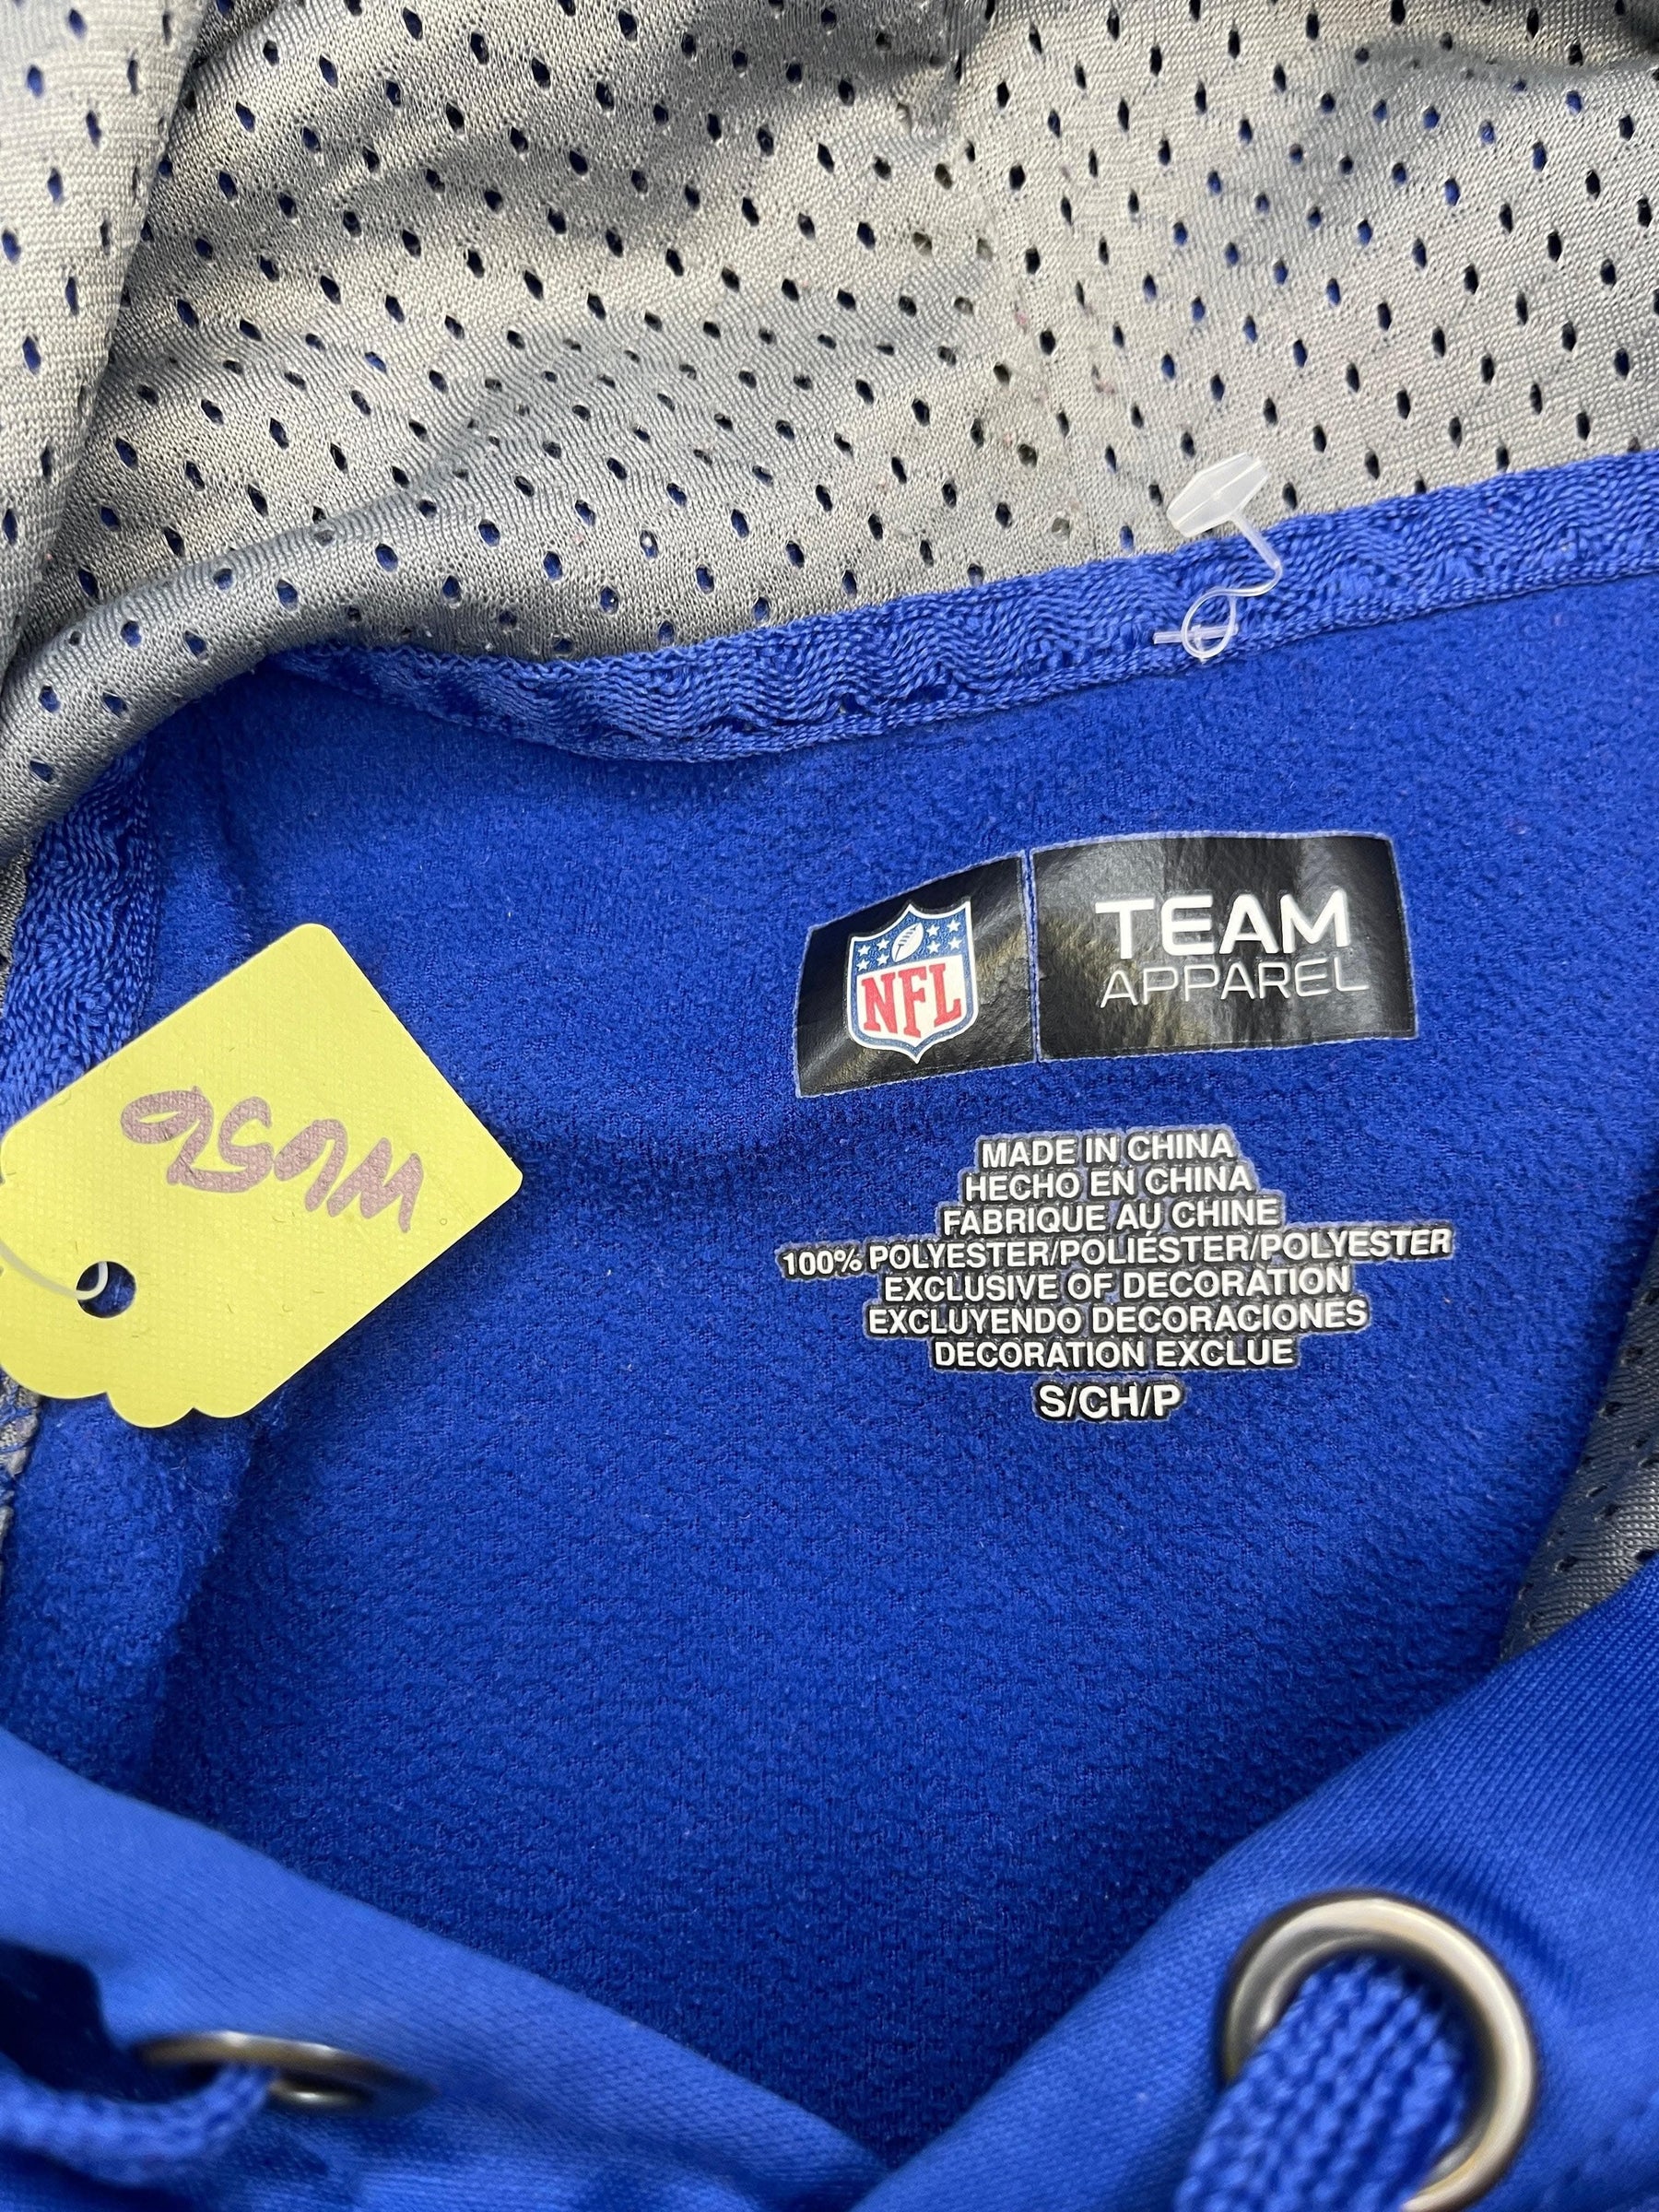 NFL
TEAM
APPAREL
MADE IN CHINA
HECHO EN CHINA
FABRIQUE AU CHINE
100% POLYESTER/POLIÉSTER/POLYESTER
EXCLUSIVE OF DECORATION
EXCLUYENDO DECORACIONES
DECORATION EXCLUE
S/CH/P